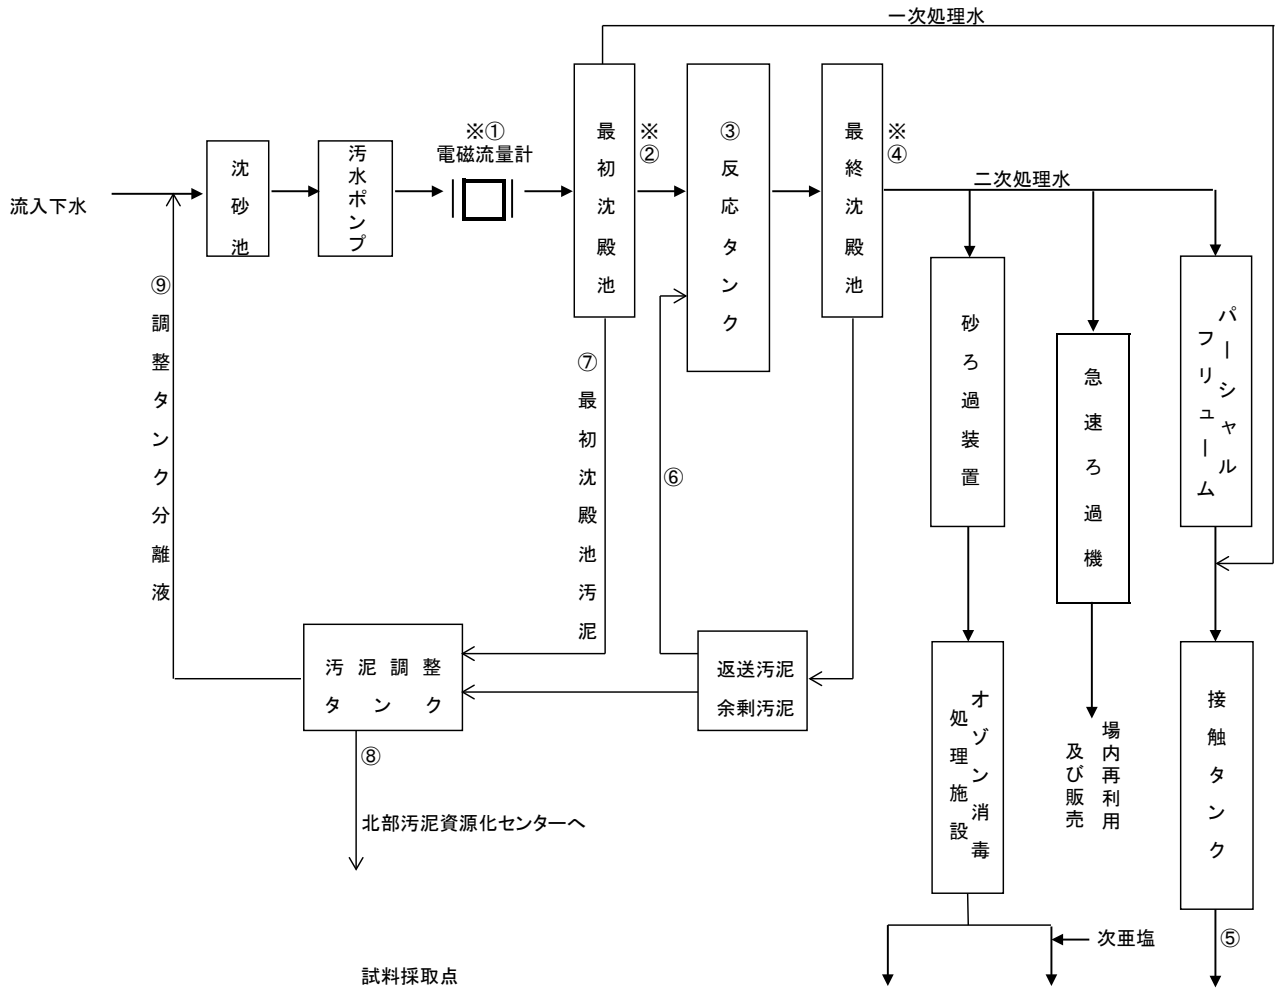 一次処理水
※①
電磁流量計
流入下水
沈砂池
汚水ポンプ
最初沈殿池
※②
③
反応タンク
最終沈殿池
※④
二次処理水
砂ろ過装置
急速ろ過機
パーシャル
フリューム
⑨調整タンク分離液
⑦最初沈殿池汚泥
⑥
汚泥調整
タンク
返送汚泥
余剰汚泥
⑧
北部汚泥資源化センターへ
オゾン消毒
処理施設
場内再利用
及び販売
接触タンク
次亜塩
⑤
試料採取点